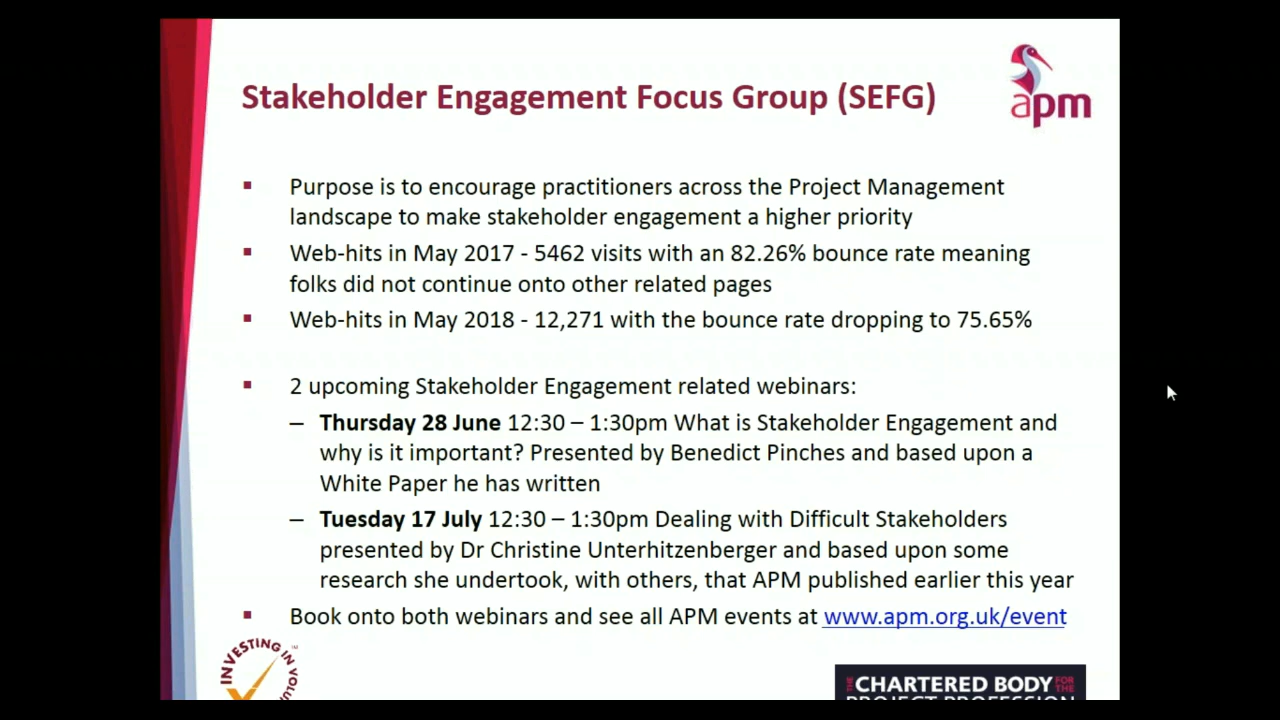 Stakeholder Engagement Focus Group (SEFG)
apm
▪ Purpose is to encourage practitioners across the Project Management
landscape to make stakeholder engagement a higher priority
▪ Web-hits in May 2017 - 5462 visits with an 82.26% bounce rate meaning
folks did not continue onto other related pages
▪ Web-hits in May 2018 - 12,271 with the bounce rate dropping to 75.65%
▪ 2 upcoming Stakeholder Engagement related webinars:
– Thursday 28 June 12:30 – 1:30pm What is Stakeholder Engagement and
why is it important? Presented by Benedict Pinches and based upon a
White Paper he has written
– Tuesday 17 July 12:30 – 1:30pm Dealing with Difficult Stakeholders
presented by Dr Christine Unterhitzenberger and based upon some
research she undertook, with others, that APM published earlier this year
▪ Book onto both webinars and see all APM events at www.apm.org.uk/event
INVESTING IN VOLU
THE CHARTERED BODY FOR THE
PROJECT PROFESSION